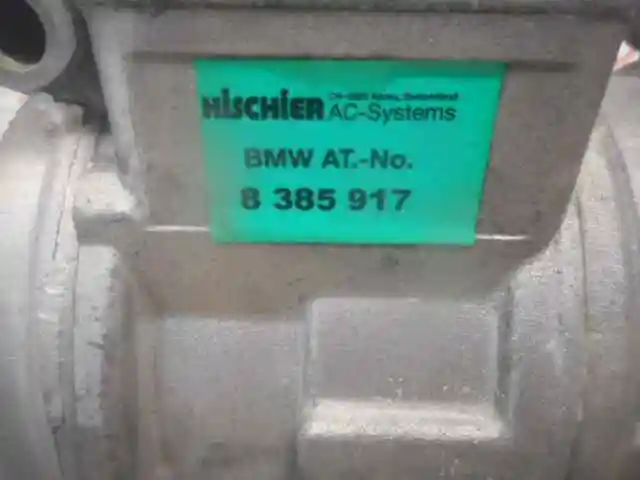 HiSCHiER AC-Systems
BMW AT.-No.
8 385 917